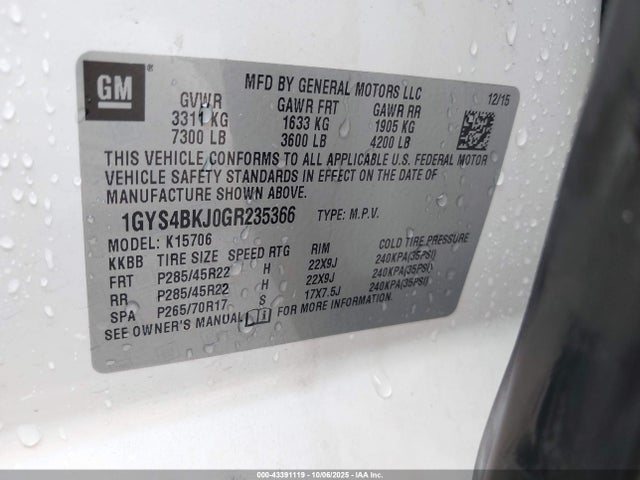 GM ®
MFD BY GENERAL MOTORS LLC 12/15
GVWR GAWR FRT GAWR RR
3311 KG 1633 KG 1905 KG
7300 LB 3600 LB 4200 LB
THIS VEHICLE CONFORMS TO ALL APPLICABLE U.S. FEDERAL MOTOR
VEHICLE SAFETY STANDARDS IN EFFECT ON THE DATE OF
MANUFACTURE SHOWN ABOVE.
1GYS4BKJ0GR235366 TYPE: M.P.V.
MODEL: K15706
KKBB TIRE SIZE SPEED RTG RIM COLD TIRE PRESSURE
FRT P285/45R22 H 22X9J 240KPA(35PSI)
RR P285/45R22 H 22X9J 240KPA(35PSI)
SPA P265/70R17 S 17X7.5J 240KPA(35PSI)
SEE OWNER'S MANUAL FOR MORE INFORMATION.
000-43391119 10/06/2025 copart.iaai.com